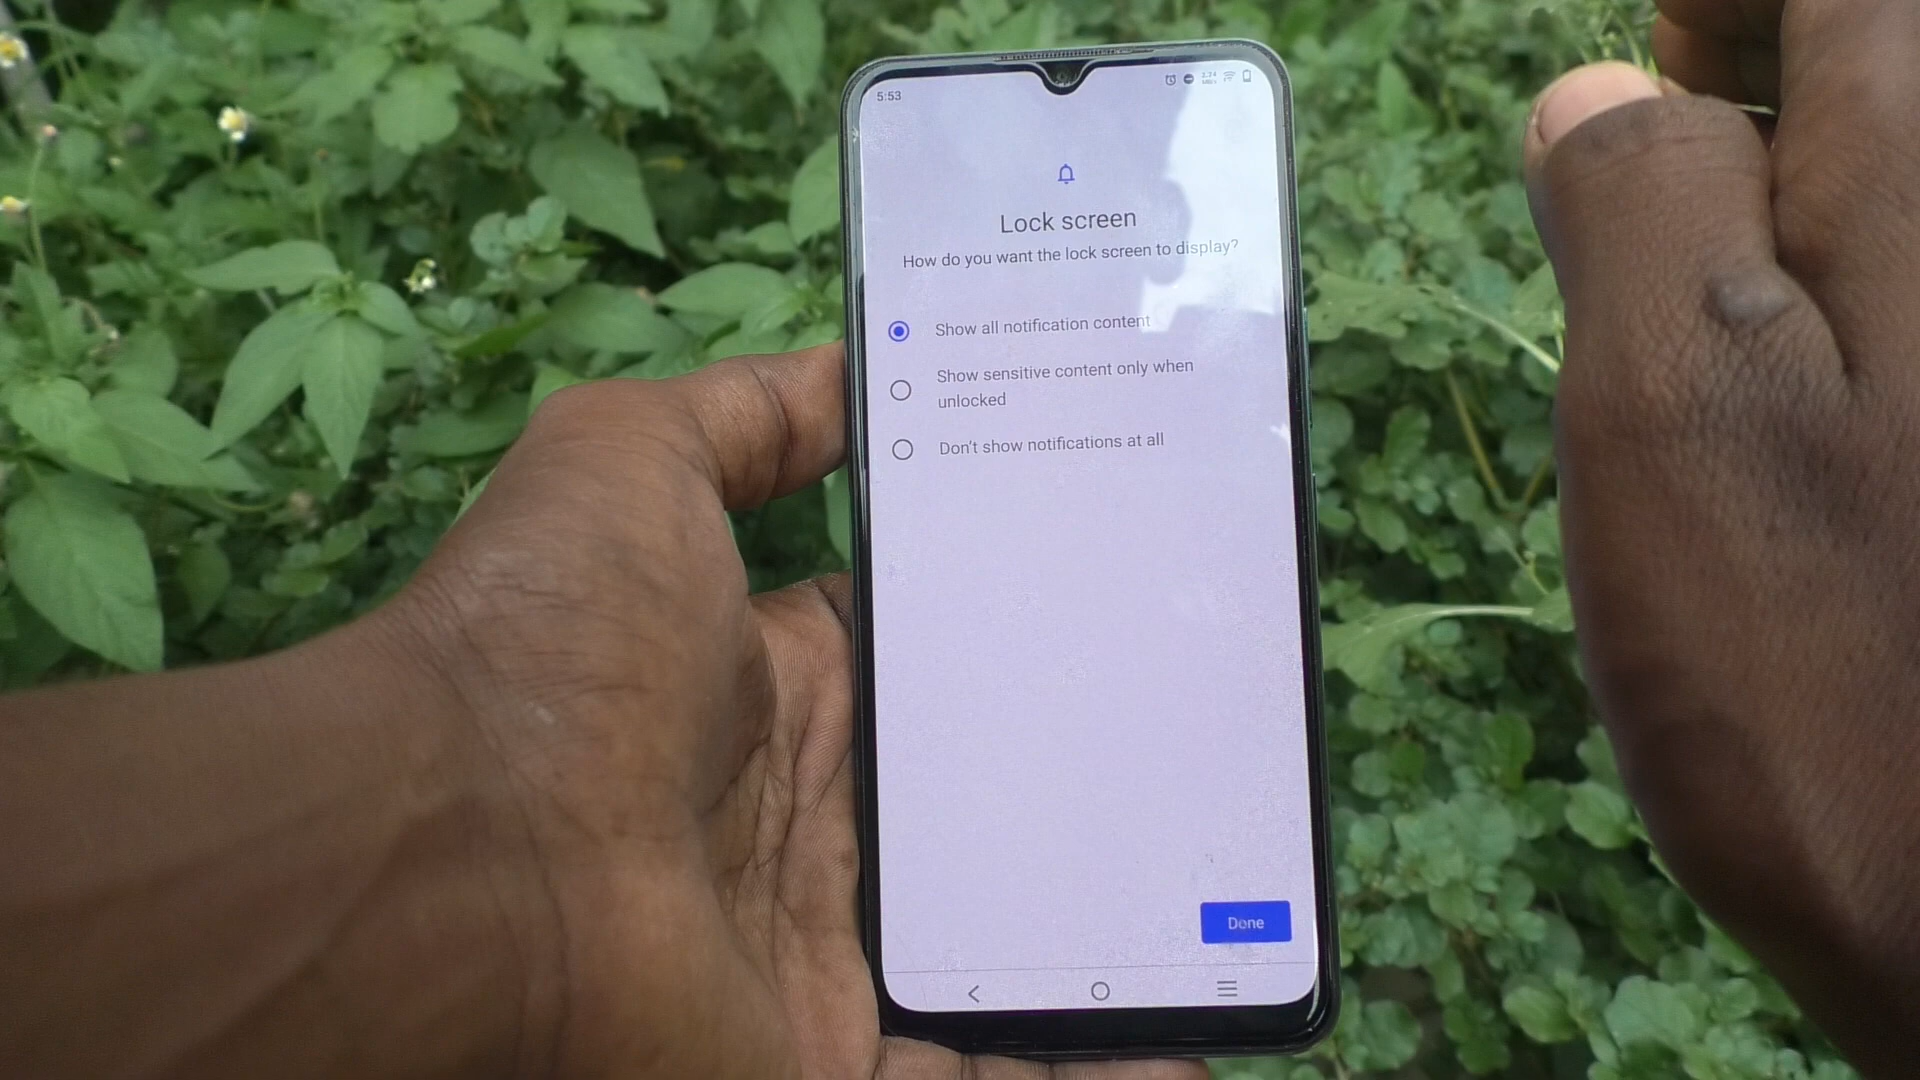 5:53
Lock screen
How do you want the lock screen to display?
Show all notification content
Show sensitive content only when
unlocked
Don't show notifications at all
Done